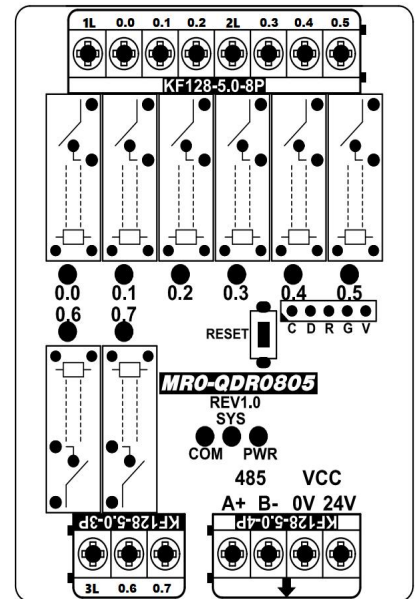 1L 0.0 0.1 0.2 2L 0.3 0.4 0.5
KF128-5.0-8P
0.0 0.1 0.2 0.3 0.4 0.5
0.6 0.7
C D R G V
RESET
MRO-QDR0805
REV1.0
SYS
COM PWR
485 VCC
A+ B- 0V 24V
KF128-5.0-3P KF128-5.0-4P
3L 0.6 0.7